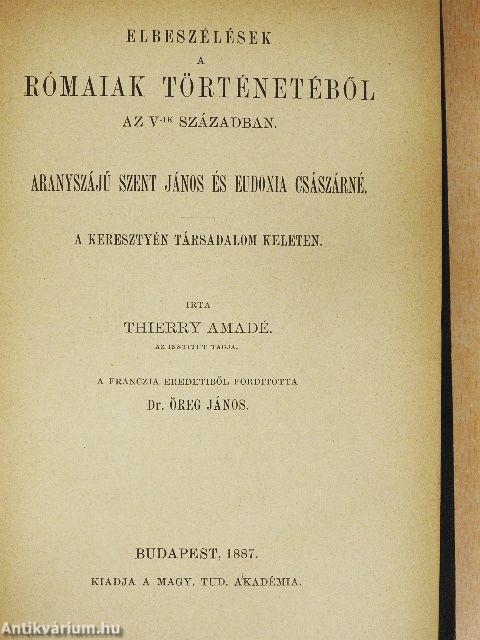 ELBESZÉLÉSEK
A
RÓMAIAK TÖRTÉNETÉBŐL
AZ V-IK SZÁZADBAN.
ARANYSZÁJÚ SZENT JÁNOS ÉS EUDOXIA CSÁSZÁRNÉ.
A KERESZTYÉN TÁRSADALOM KELETEN.
IRTA
THIERRY AMADÉ.
AZ INSTITUT TAGJA.
A FRANCZIA EREDETIBŐL FORDITOTTA
Dr. ÖREG JÁNOS.
BUDAPEST, 1887.
KIADJA A MAGY. TUD. AKADÉMIA.
Antikvárium.hu